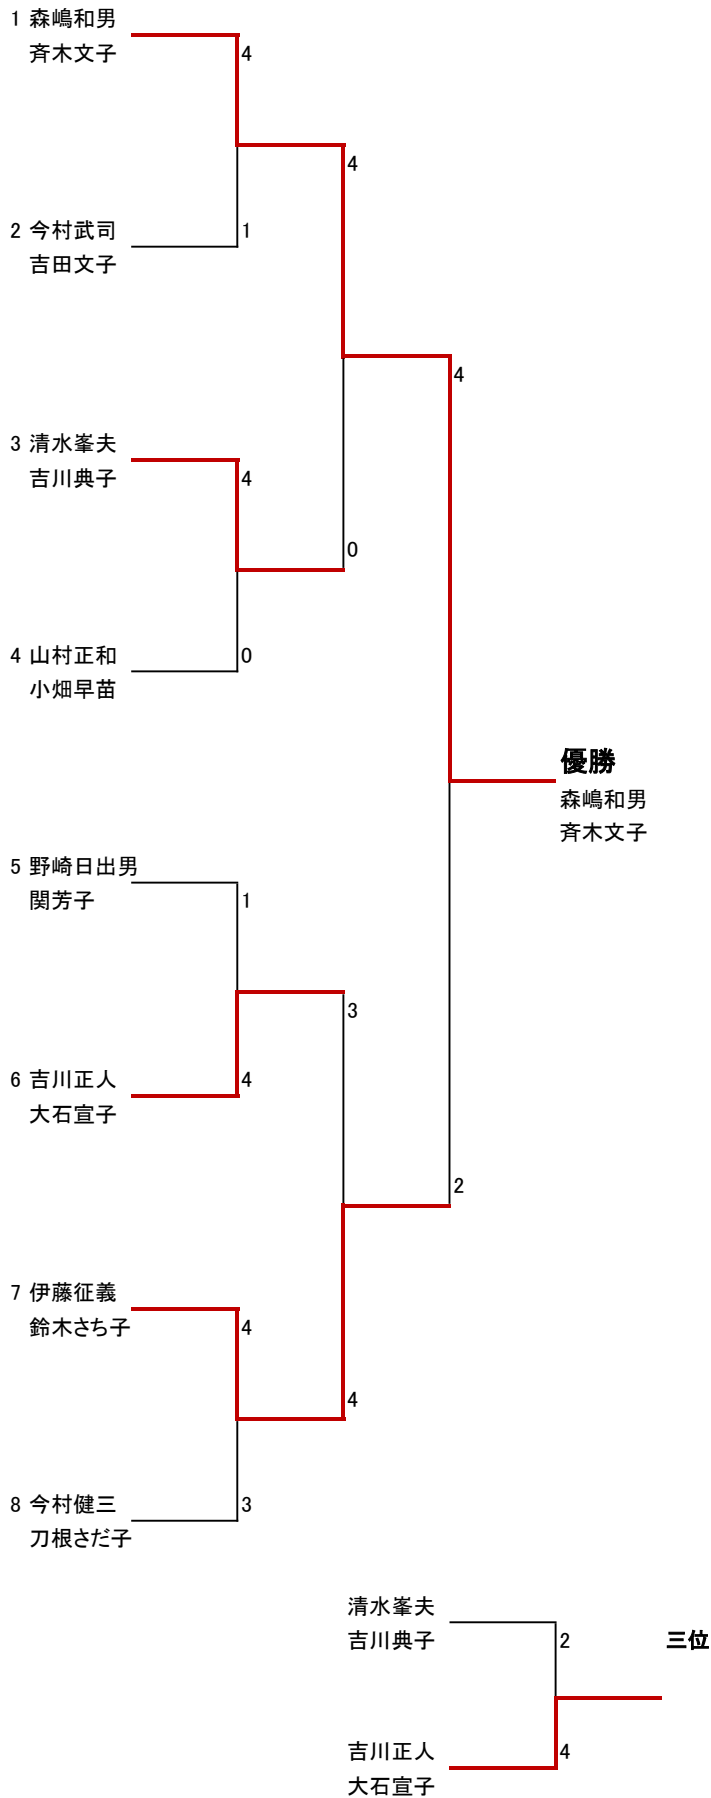 1 森嶋和男
斉木文子
4
4
2 今村武司
1
吉田文子
4
3 清水峯夫
吉川典子
4
0
4 山村正和
0
小畑早苗
優勝
森嶋和男
斉木文子
5 野崎日出男
関芳子
1
3
6 吉川正人
4
大石宣子
2
7 伊藤征義
鈴木さち子
4
4
8 今村健三
3
刀根さだ子
清水峯夫
吉川典子
2
三位
吉川正人
4
大石宣子